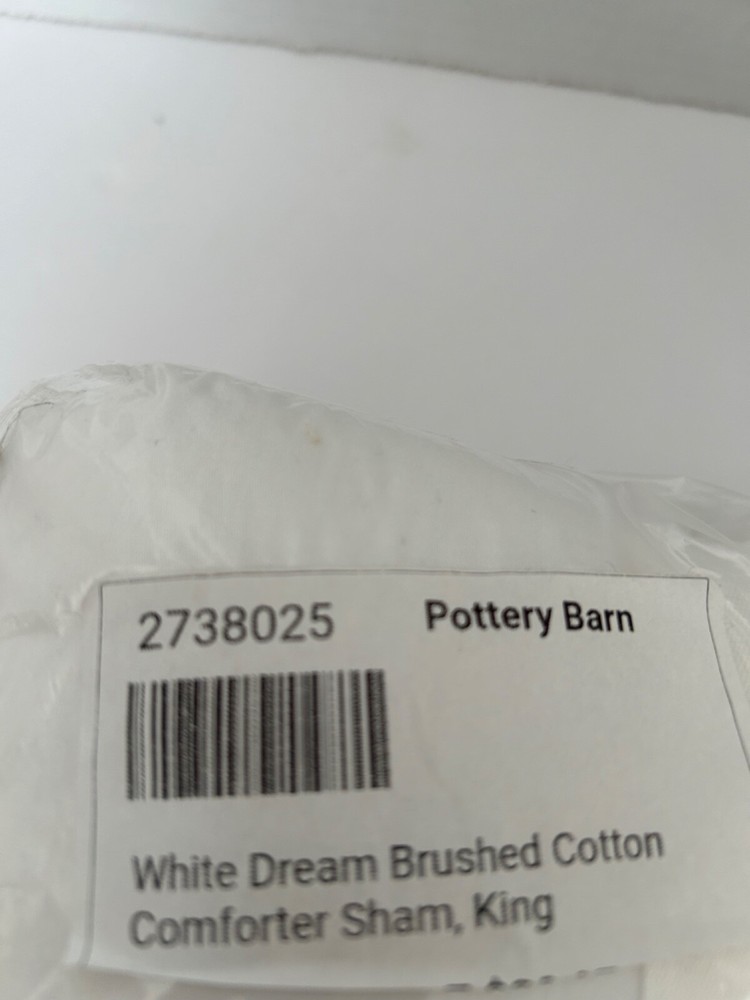 2738025 Pottery Barn
White Dream Brushed Cotton
Comforter Sham, King